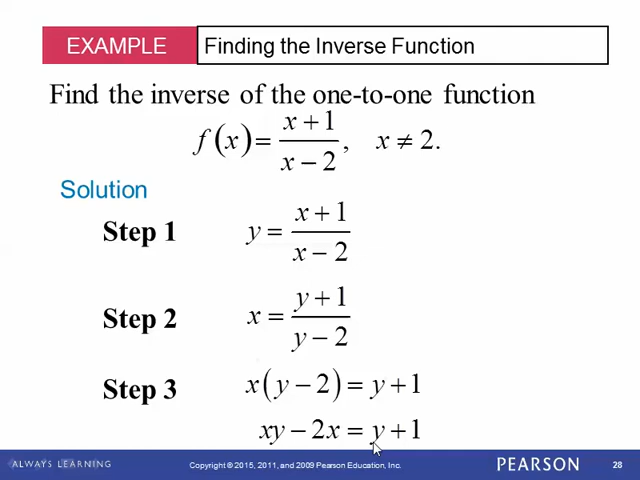 EXAMPLE Finding the Inverse Function
Find the inverse of the one-to-one function
f(x) = (x + 1)/(x − 2), x ≠ 2.
Solution
Step 1 y = (x + 1)/(x − 2)
Step 2 x = (y + 1)/(y − 2)
Step 3 x(y − 2) = y + 1
xy − 2x = y + 1
ALWAYS LEARNING Copyright © 2015, 2011, and 2009 Pearson Education, Inc. PEARSON 28